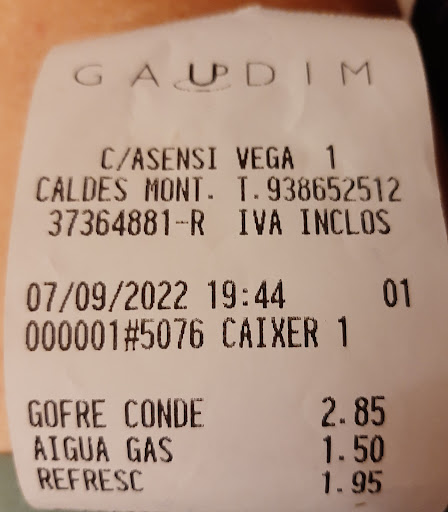 GAUDIM
C/ASENSI VEGA 1
CALDES MONT. T.938652512
37364881-R IVA INCLOS
07/09/2022 19:44 01
000001#5076 CAIXER 1
GOFRE CONDE 2.85
AIGUA GAS 1.50
REFRESC 1.95